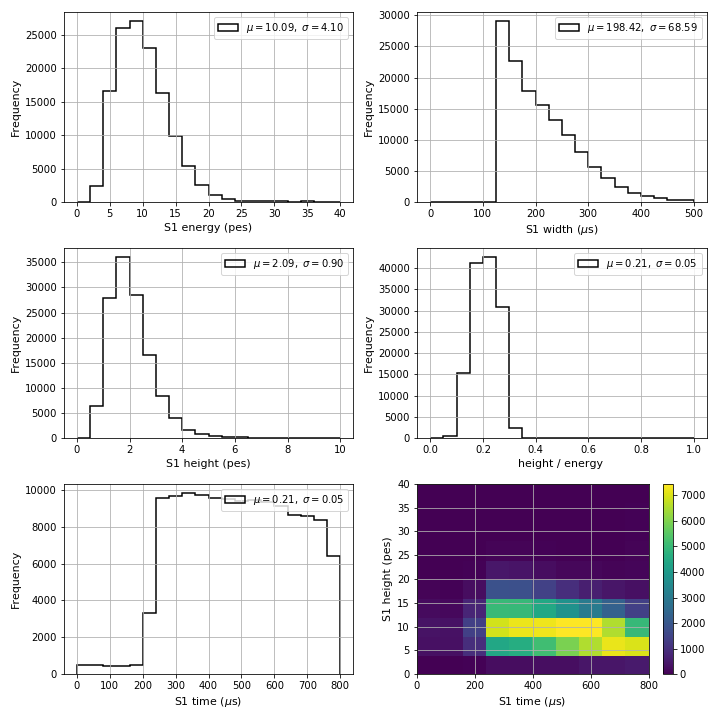 μ = 10.09, σ = 4.10
Frequency
25000
20000
15000
10000
5000
0
0 5 10 15 20 25 30 35 40
S1 energy (pes)
μ = 198.42, σ = 68.59
Frequency
30000
25000
20000
15000
10000
5000
0
0 100 200 300 400 500
S1 width (μs)
μ = 2.09, σ = 0.90
Frequency
35000
30000
25000
20000
15000
10000
5000
0
0 2 4 6 8 10
S1 height (pes)
μ = 0.21, σ = 0.05
Frequency
40000
35000
30000
25000
20000
15000
10000
5000
0
0.0 0.2 0.4 0.6 0.8 1.0
height / energy
μ = 0.21, σ = 0.05
Frequency
10000
8000
6000
4000
2000
0
0 100 200 300 400 500 600 700 800
S1 time (μs)
S1 height (pes)
40
35
30
25
20
15
10
5
0
0 200 400 600 800
S1 time (μs)
7000
6000
5000
4000
3000
2000
1000
0